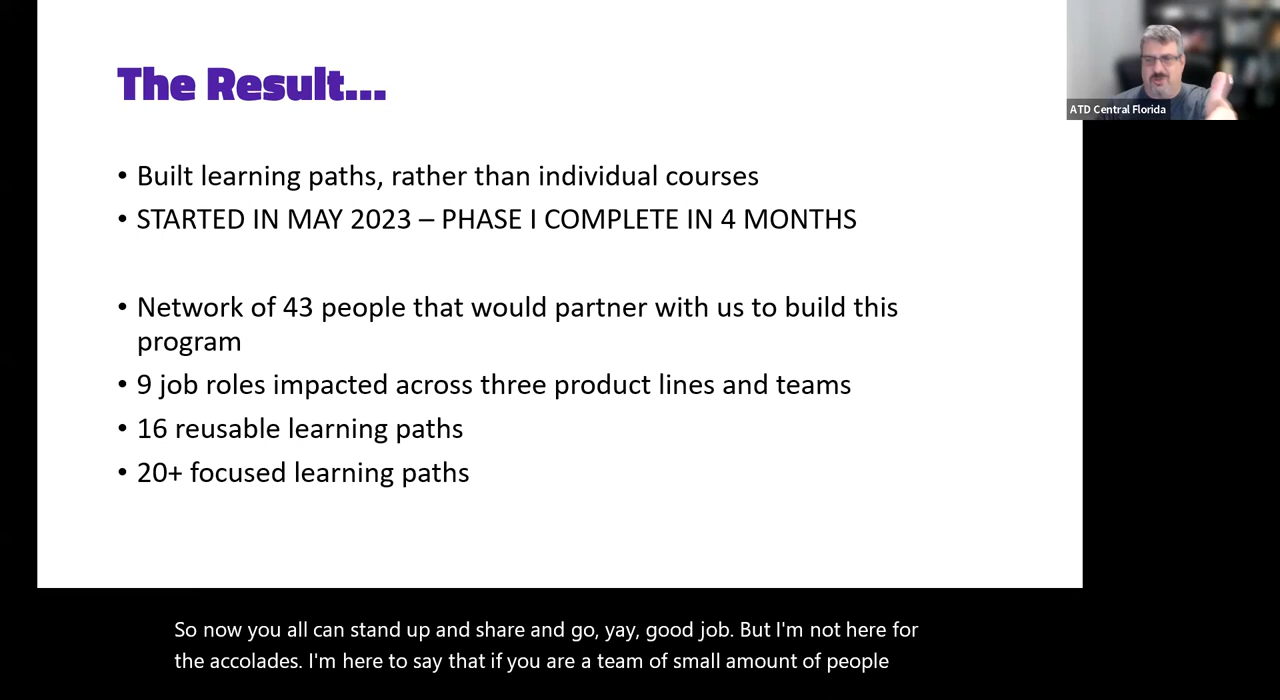 The Result...
ATD Central Florida
• Built learning paths, rather than individual courses
• STARTED IN MAY 2023 – PHASE I COMPLETE IN 4 MONTHS
• Network of 43 people that would partner with us to build this
program
• 9 job roles impacted across three product lines and teams
• 16 reusable learning paths
• 20+ focused learning paths
So now you all can stand up and share and go, yay, good job. But I'm not here for
the accolades. I'm here to say that if you are a team of small amount of people